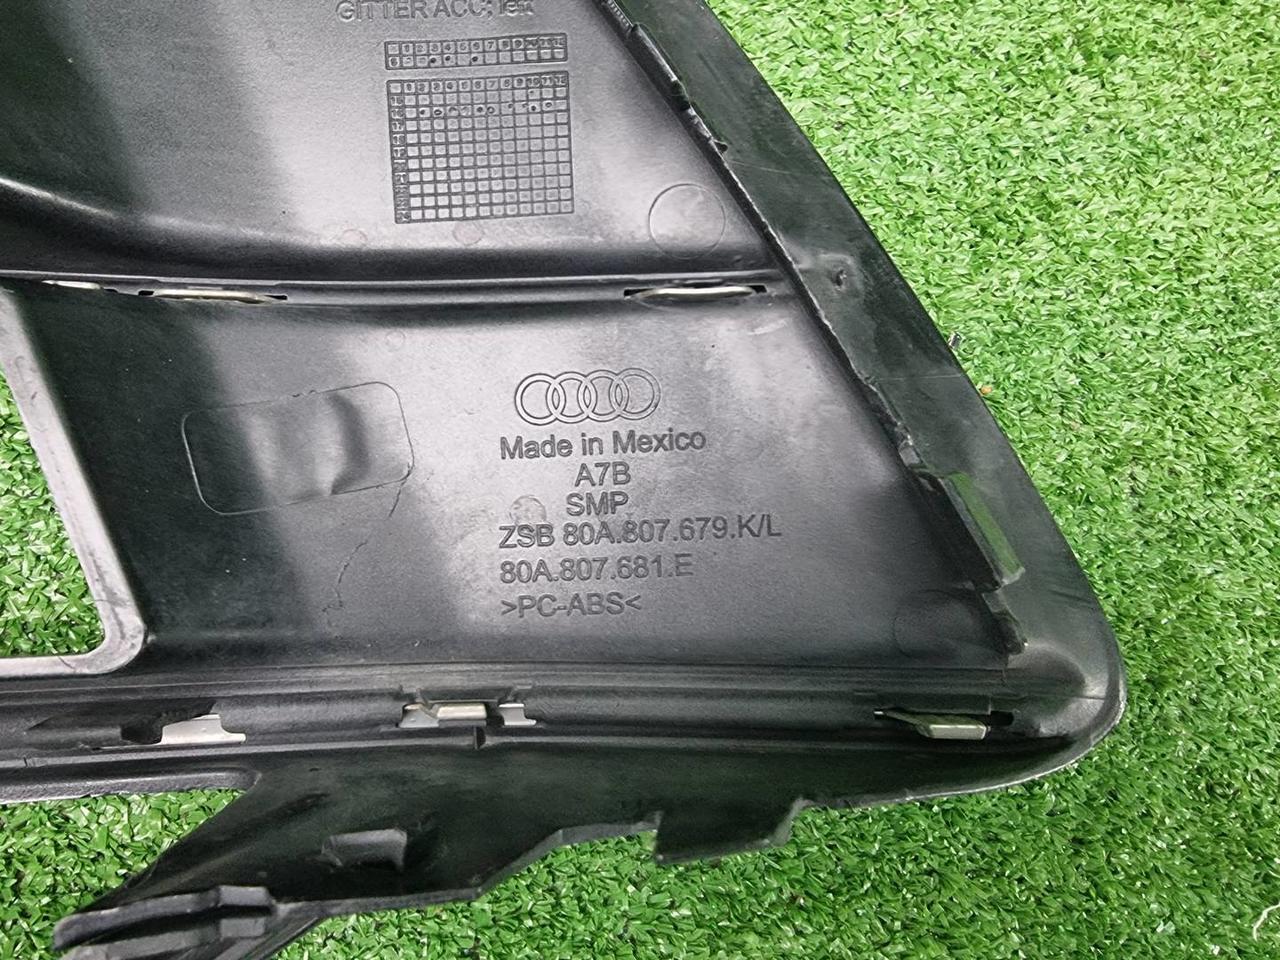 GITTER ACC; left
Made in Mexico
A7B
SMP
ZSB 80A.807.679.K/L
80A.807.681.E
>PC-ABS<